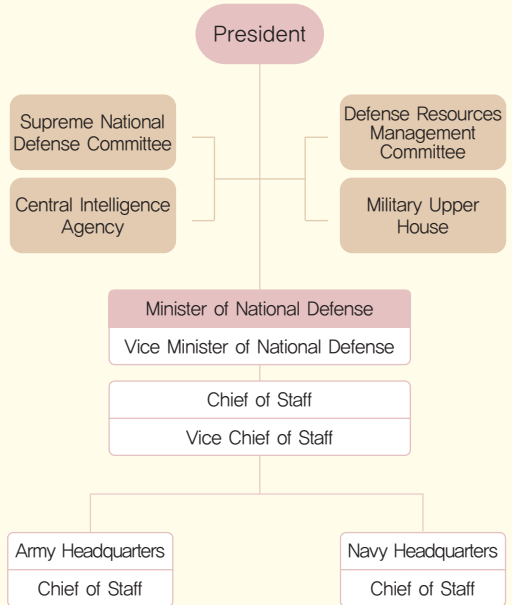 President
Supreme National
Defense Committee
Defense Resources
Management
Committee
Central Intelligence
Agency
Military Upper
House
Minister of National Defense
Vice Minister of National Defense
Chief of Staff
Vice Chief of Staff
Army Headquarters
Chief of Staff
Navy Headquarters
Chief of Staff